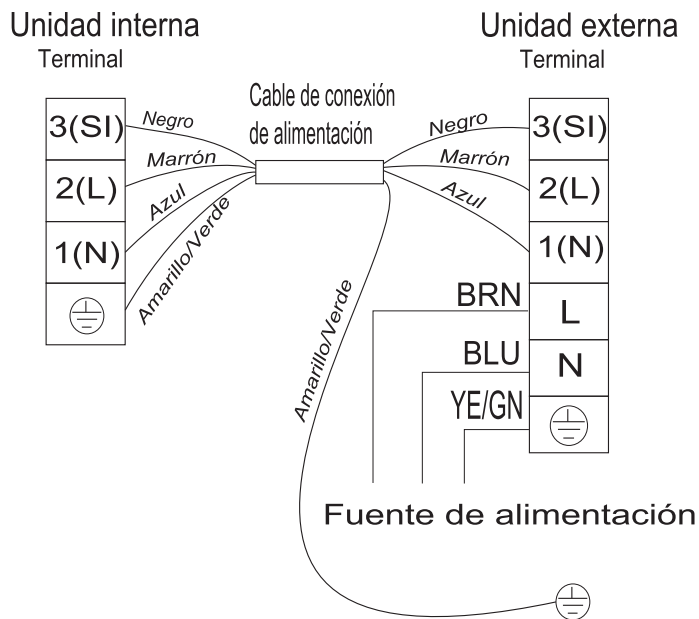 Unidad interna
Terminal
Unidad externa
Terminal
Cable de conexión
de alimentación
3(SI)
2(L)
1(N)
Negro
Marrón
Azul
Amarillo/Verde
Negro
Marrón
Azul
Amarillo/Verde
3(SI)
2(L)
1(N)
L
N
BRN
BLU
YE/GN
Fuente de alimentación